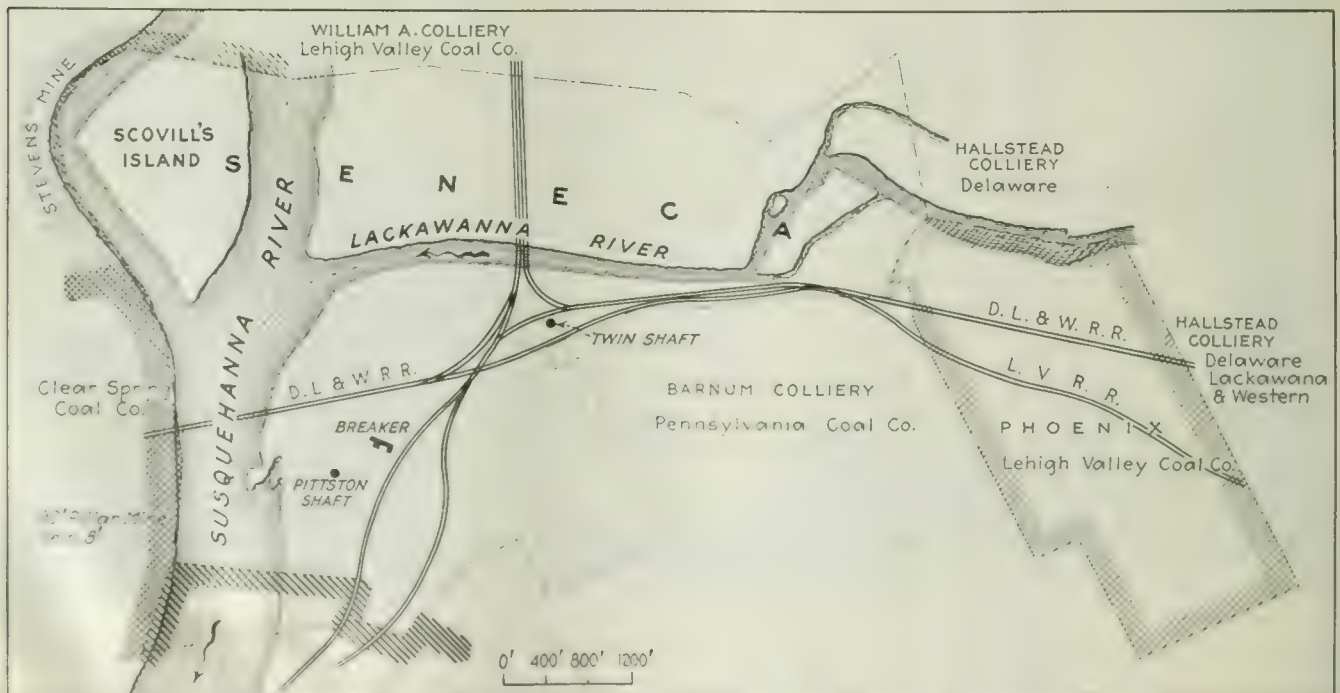 WILLIAM A. COLLIERY
Lehigh Valley Coal Co.
STEVENS MINE
SCOVILL'S
ISLAND
SENECA
HALLSTEAD
COLLIERY
Delaware
LACKAWANNA RIVER
SUSQUEHANNA RIVER
TWIN SHAFT
D. L. & W. R. R.
HALLSTEAD
COLLIERY
Delaware
Lackawana
& Western
Clear Spring
Coal Co.
D. L. & W. R. R.
BARNUM COLLIERY
Pennsylvania Coal Co.
L. V. R. R.
BREAKER
PHOENIX
Lehigh Valley Coal Co.
PITTSTON
SHAFT
0' 400' 800' 1200'